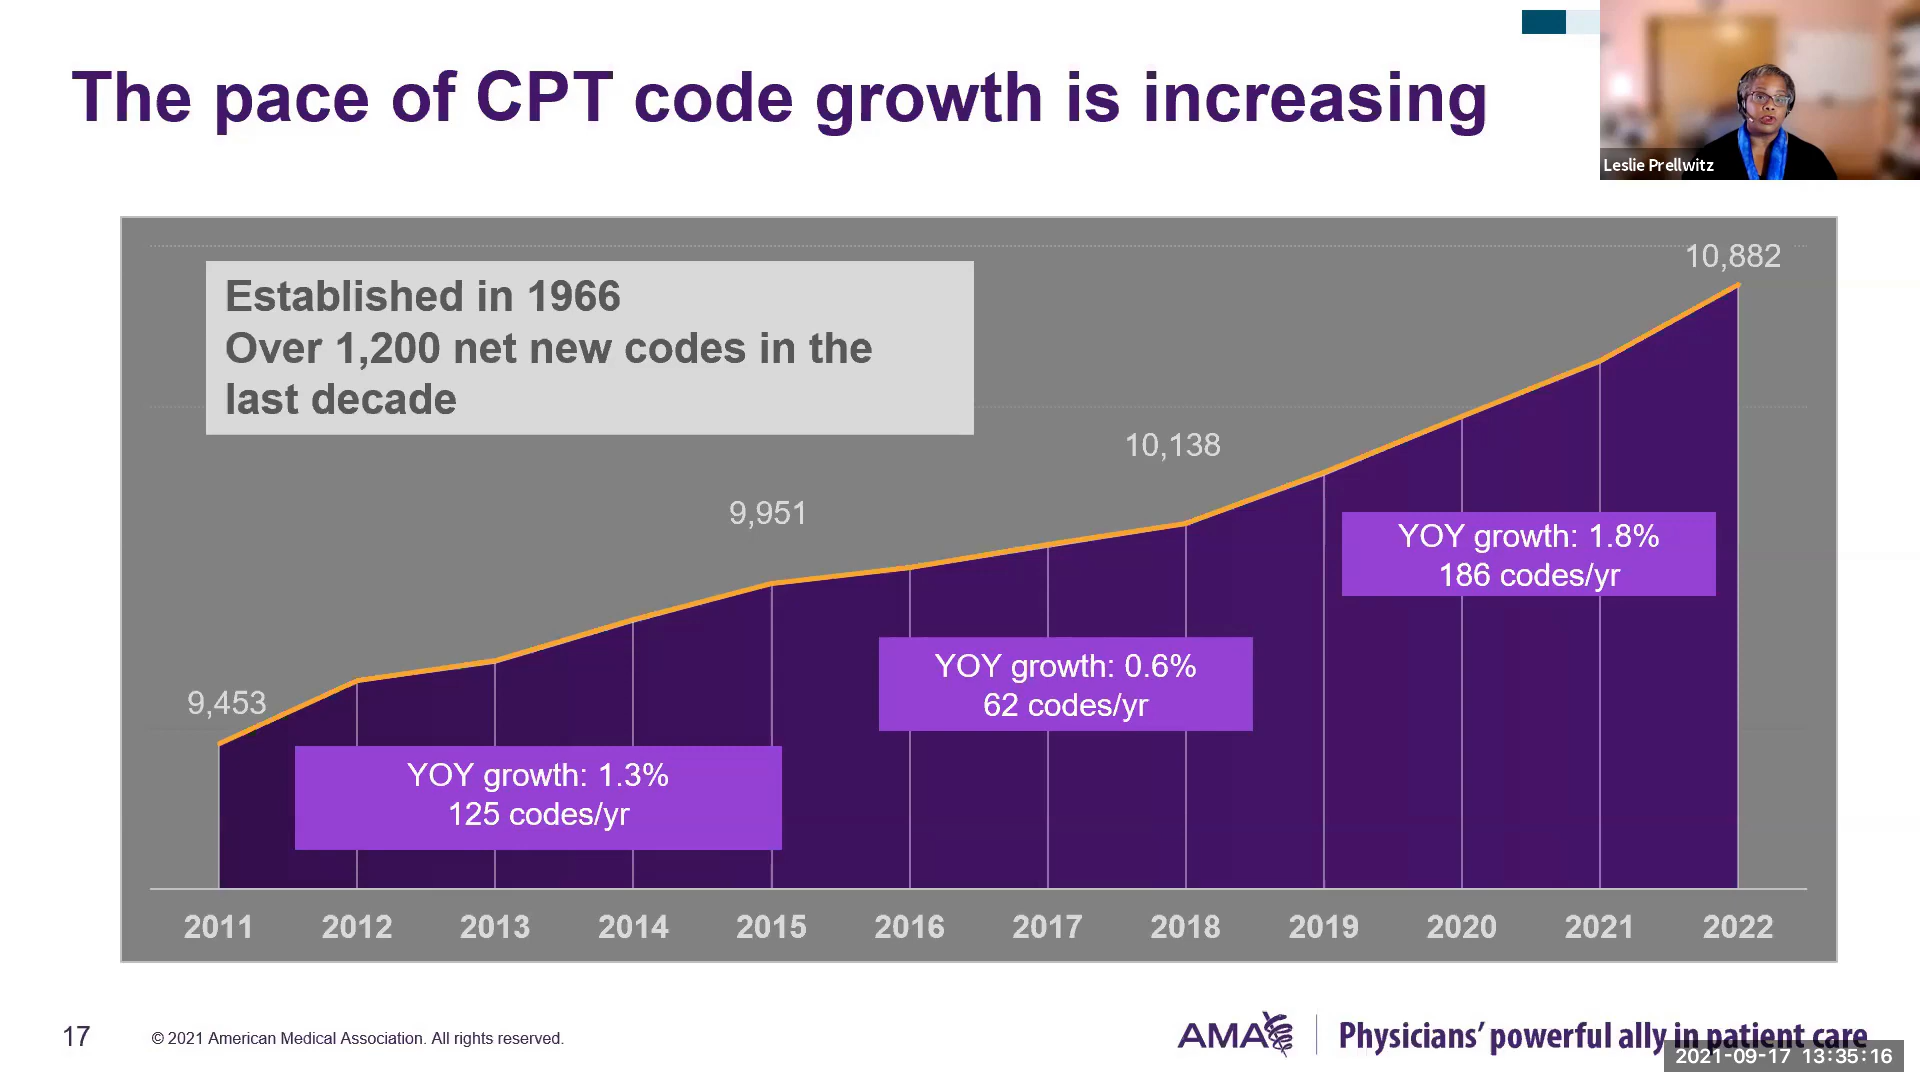 The pace of CPT code growth is increasing
Leslie Prellwitz
Established in 1966
Over 1,200 net new codes in the
last decade
10,882
10,138
9,951
9,453
YOY growth: 1.8%
186 codes/yr
YOY growth: 0.6%
62 codes/yr
YOY growth: 1.3%
125 codes/yr
2011 2012 2013 2014 2015 2016 2017 2018 2019 2020 2021 2022
17 © 2021 American Medical Association. All rights reserved.
AMA Physicians’ powerful ally in patient care
2021-09-17 13:35:16